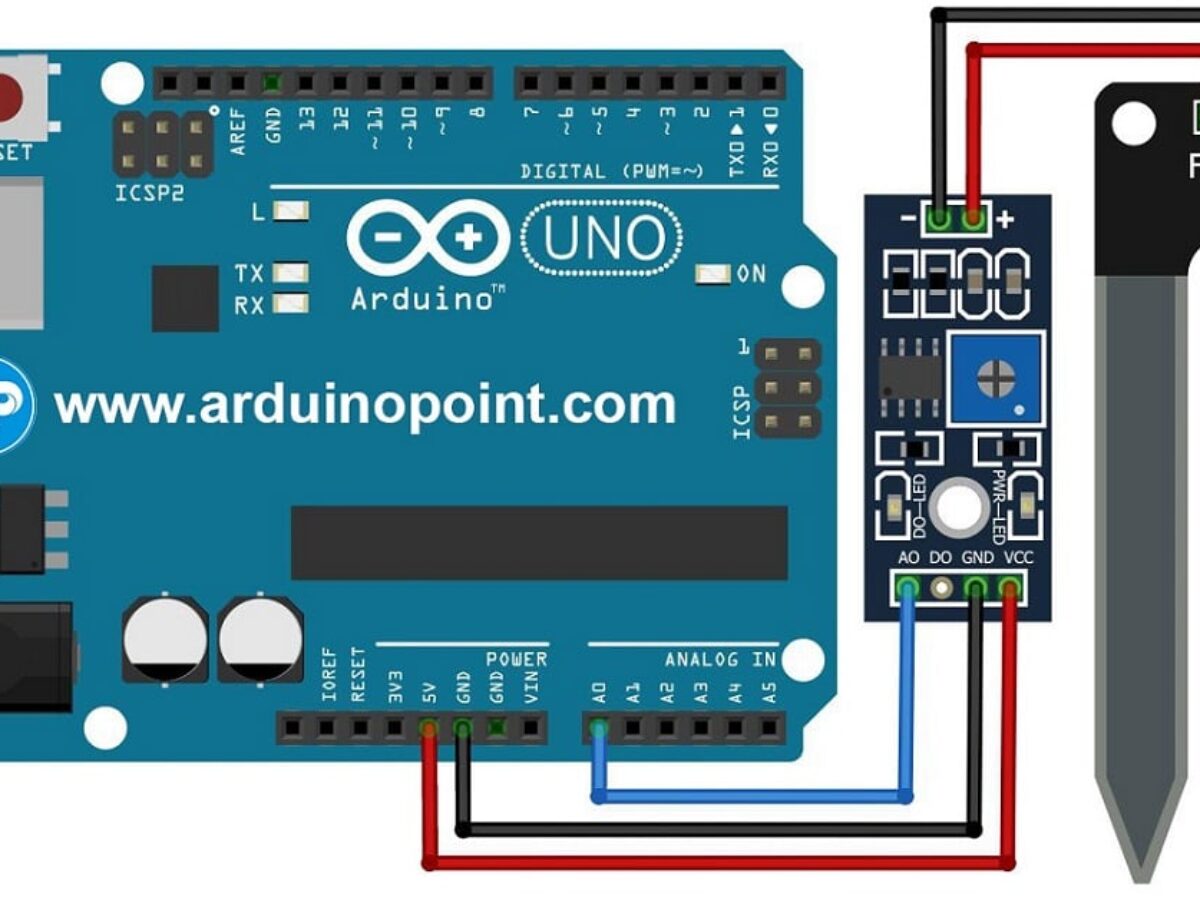 SET
ICSP2
AREF
GND
13
12
~11
~10
~9
8
7
~6
~5
4
~3
2
TXO▶1
RXO◀0
DIGITAL (PWM=~)
L
TX
RX
UNO
Arduino™
ON
1
ICSP
www.arduinopoint.com
IOREF
RESET
3V3
5V
GND
GND
VIN
POWER
ANALOG IN
A0
A1
A2
A3
A4
A5
- +
DO-LED
PWR-LED
AO DO GND VCC